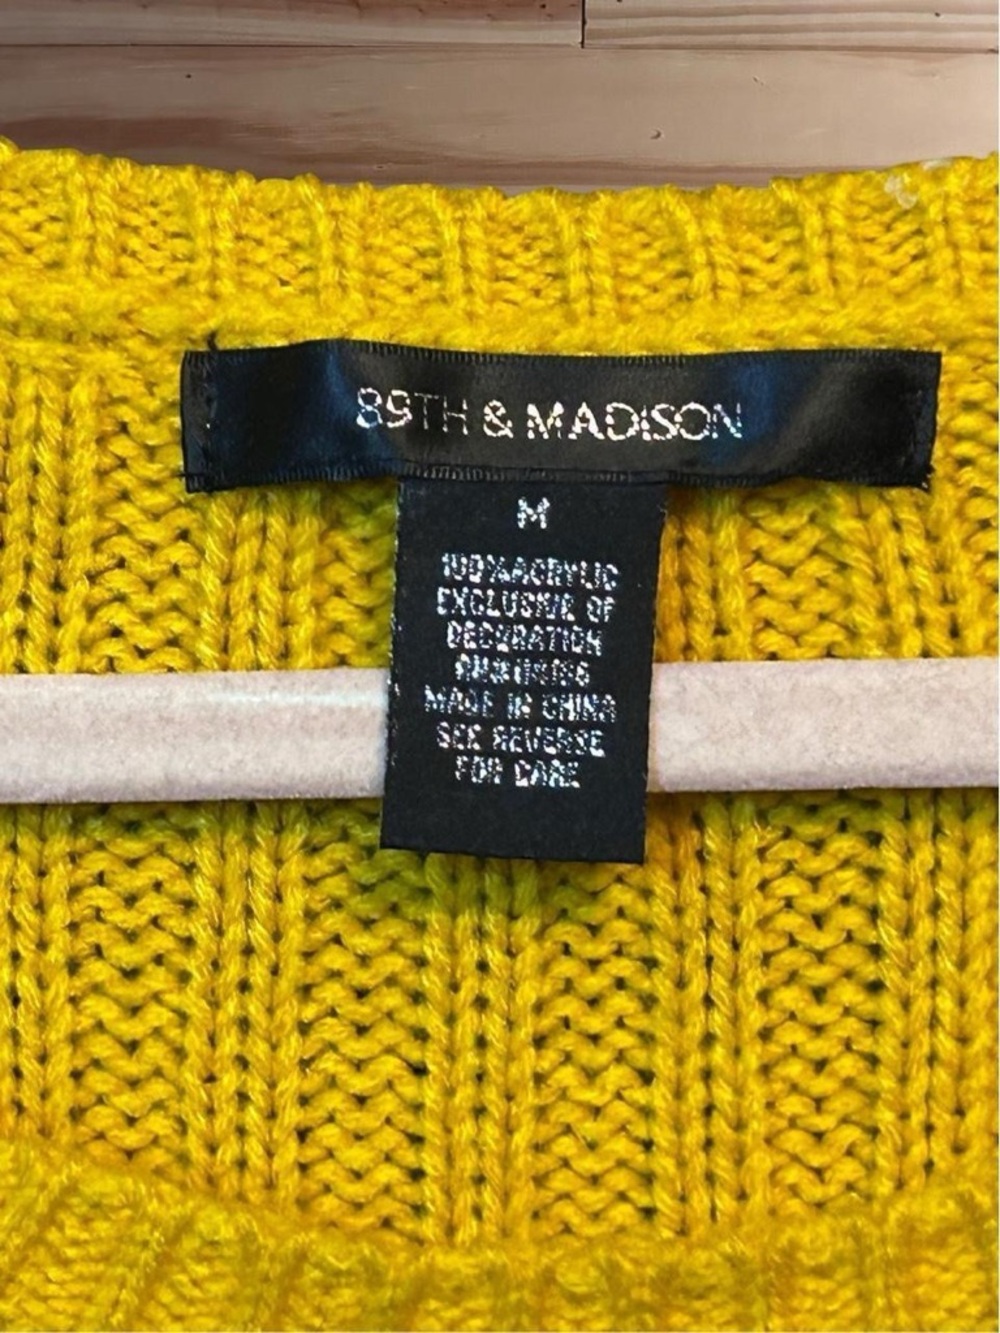 89TH & MADISON
M
100% ACRYLIC
EXCLUSIVE OF
DECORATION
MADE IN CHINA
SEE REVERSE
FOR CARE